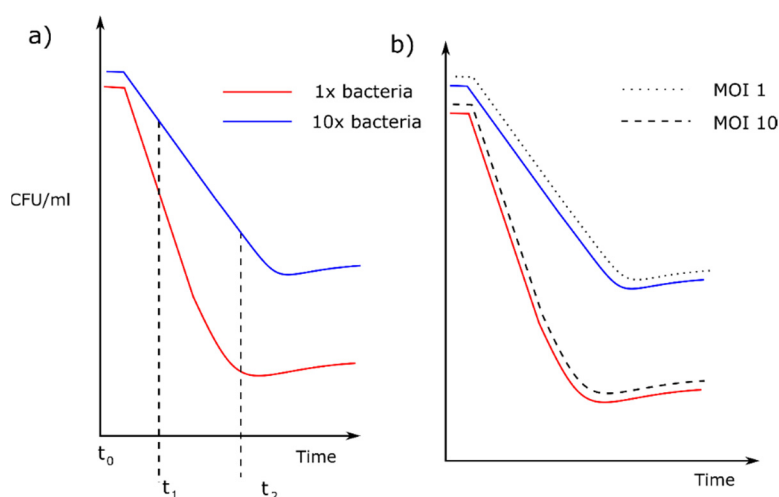 a)
1x bacteria
10x bacteria
CFU/ml
t0
Time
t1
t2
b)
MOI 1
MOI 10
Time